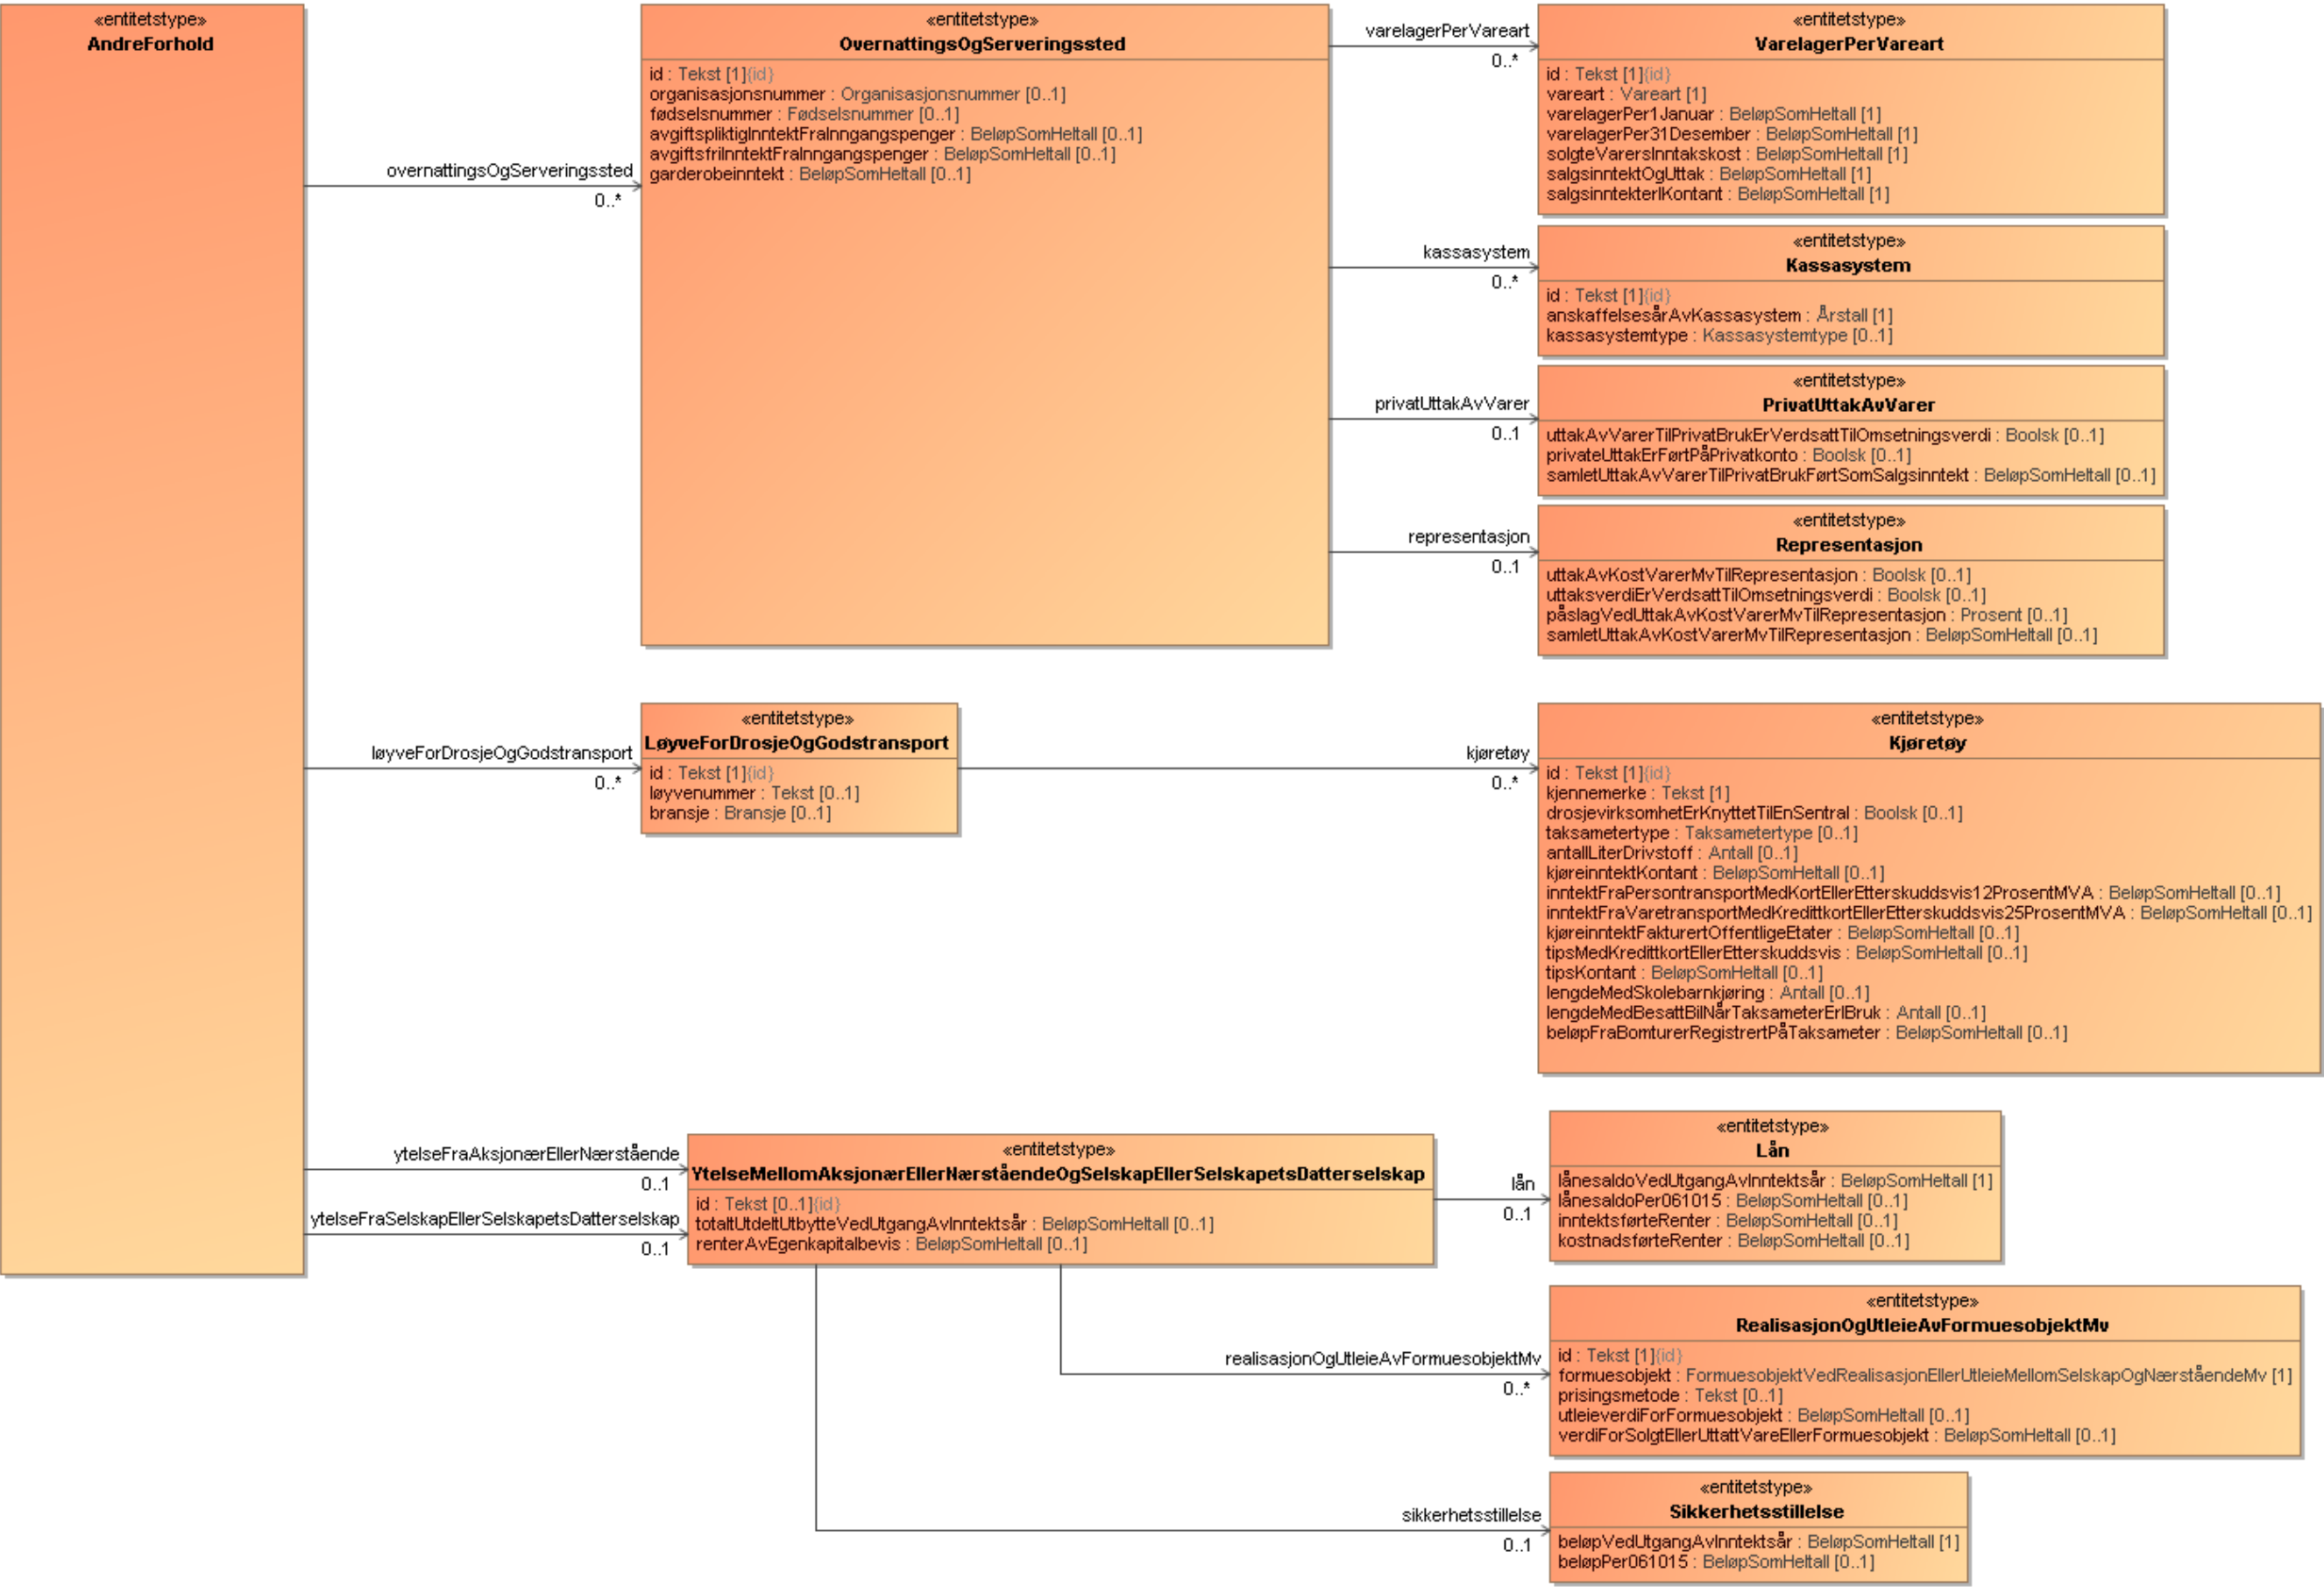 «entitetstype»
AndreForhold
overnattingsOgServeringssted
0..*
«entitetstype»
OvernattingsOgServeringssted
id : Tekst [1]{id}
organisasjonsnummer : Organisasjonsnummer [0..1]
fødselsnummer : Fødselsnummer [0..1]
avgiftspliktigInntektFraInngangspenger : BeløpSomHeltall [0..1]
avgiftsfriInntektFraInngangspenger : BeløpSomHeltall [0..1]
garderobeinntekt : BeløpSomHeltall [0..1]
varelagerPerVareart
0..*
«entitetstype»
VarelagerPerVareart
id : Tekst [1]{id}
vareart : Vareart [1]
varelagerPer1Januar : BeløpSomHeltall [1]
varelagerPer31Desember : BeløpSomHeltall [1]
solgteVarersInntakskost : BeløpSomHeltall [1]
salgsinntektOgUttak : BeløpSomHeltall [1]
salgsinntekterIKontant : BeløpSomHeltall [1]
kassasystem
0..*
«entitetstype»
Kassasystem
id : Tekst [1]{id}
anskaffelsesårAvKassasystem : Årstall [1]
kassasystemtype : Kassasystemtype [0..1]
privatUttakAvVarer
0..1
«entitetstype»
PrivatUttakAvVarer
uttakAvVarerTilPrivatBrukErVerdsattTilOmsetningsverdi : Boolsk [0..1]
privateUttakErFørtPåPrivatkonto : Boolsk [0..1]
samletUttakAvVarerTilPrivatBrukFørtSomSalgsinntekt : BeløpSomHeltall [0..1]
representasjon
0..1
«entitetstype»
Representasjon
uttakAvKostVarerMvTilRepresentasjon : Boolsk [0..1]
uttaksverdiErVerdsattTilOmsetningsverdi : Boolsk [0..1]
påslagVedUttakAvKostVarerMvTilRepresentasjon : Prosent [0..1]
samletUttakAvKostVarerMvTilRepresentasjon : BeløpSomHeltall [0..1]
løyveForDrosjeOgGodstransport
0..*
«entitetstype»
LøyveForDrosjeOgGodstransport
id : Tekst [1]{id}
løyvenummer : Tekst [0..1]
bransje : Bransje [0..1]
kjøretøy
0..*
«entitetstype»
Kjøretøy
id : Tekst [1]{id}
kjennemerke : Tekst [1]
drosjevirksomhetErKnyttetTilEnSentral : Boolsk [0..1]
taksametertype : Taksametertype [0..1]
antallLiterDrivstoff : Antall [0..1]
kjøreinntektKontant : BeløpSomHeltall [0..1]
inntektFraPersontransportMedKortEllerEtterskuddsvis12ProsentMVA : BeløpSomHeltall [0..1]
inntektFraVaretransportMedKredittkortEllerEtterskuddsvis25ProsentMVA : BeløpSomHeltall [0..1]
kjøreinntektFakturertOffentligeEtater : BeløpSomHeltall [0..1]
tipsMedKredittkortEllerEtterskuddsvis : BeløpSomHeltall [0..1]
tipsKontant : BeløpSomHeltall [0..1]
lengdeMedSkolebarnkjøring : Antall [0..1]
lengdeMedBesattBilNårTaksameterErIBruk : Antall [0..1]
beløpFraBomturerRegistrertPåTaksameter : BeløpSomHeltall [0..1]
ytelseFraAksjonærEllerNærstående
0..1
ytelseFraSelskapEllerSelskapetsDatterselskap
0..1
«entitetstype»
YtelseMellomAksjonærEllerNærståendeOgSelskapEllerSelskapetsDatterselskap
id : Tekst [0..1]{id}
totaltUtdeltUtbytteVedUtgangAvInntektsår : BeløpSomHeltall [0..1]
renterAvEgenkapitalbevis : BeløpSomHeltall [0..1]
lån
0..1
«entitetstype»
Lån
lånesaldoVedUtgangAvInntektsår : BeløpSomHeltall [1]
lånesaldoPer061015 : BeløpSomHeltall [0..1]
inntektsførteRenter : BeløpSomHeltall [0..1]
kostnadsførteRenter : BeløpSomHeltall [0..1]
realisasjonOgUtleieAvFormuesobjektMv
0..*
«entitetstype»
RealisasjonOgUtleieAvFormuesobjektMv
id : Tekst [1]{id}
formuesobjekt : FormuesobjektVedRealisasjonEllerUtleieMellomSelskapOgNærståendeMv [1]
prisingsmetode : Tekst [0..1]
utleieverdiForFormuesobjekt : BeløpSomHeltall [0..1]
verdiForSolgtEllerUttattVareEllerFormuesobjekt : BeløpSomHeltall [0..1]
sikkerhetsstillelse
0..1
«entitetstype»
Sikkerhetsstillelse
beløpVedUtgangAvInntektsår : BeløpSomHeltall [1]
beløpPer061015 : BeløpSomHeltall [0..1]